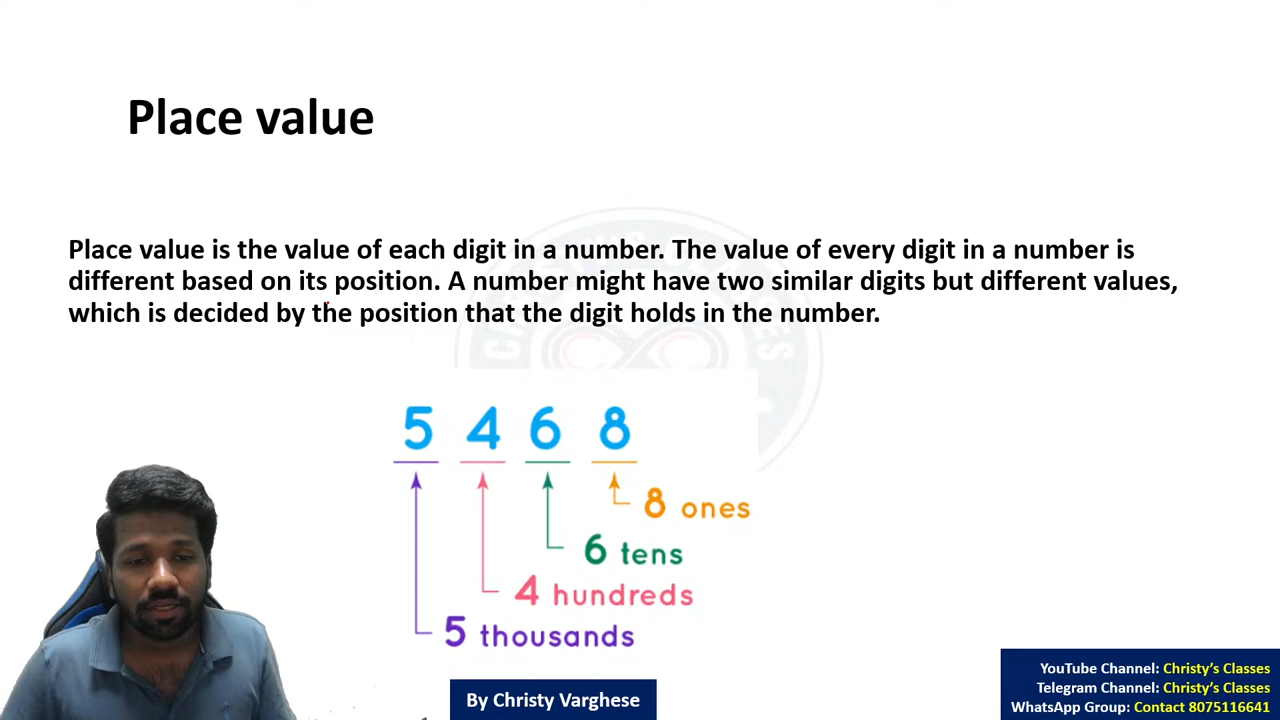 Place value
Place value is the value of each digit in a number. The value of every digit in a number is
different based on its position. A number might have two similar digits but different values,
which is decided by the position that the digit holds in the number.
5 4 6 8
8 ones
6 tens
4 hundreds
5 thousands
By Christy Varghese
YouTube Channel: Christy’s Classes
Telegram Channel: Christy’s Classes
WhatsApp Group: Contact 8075116641